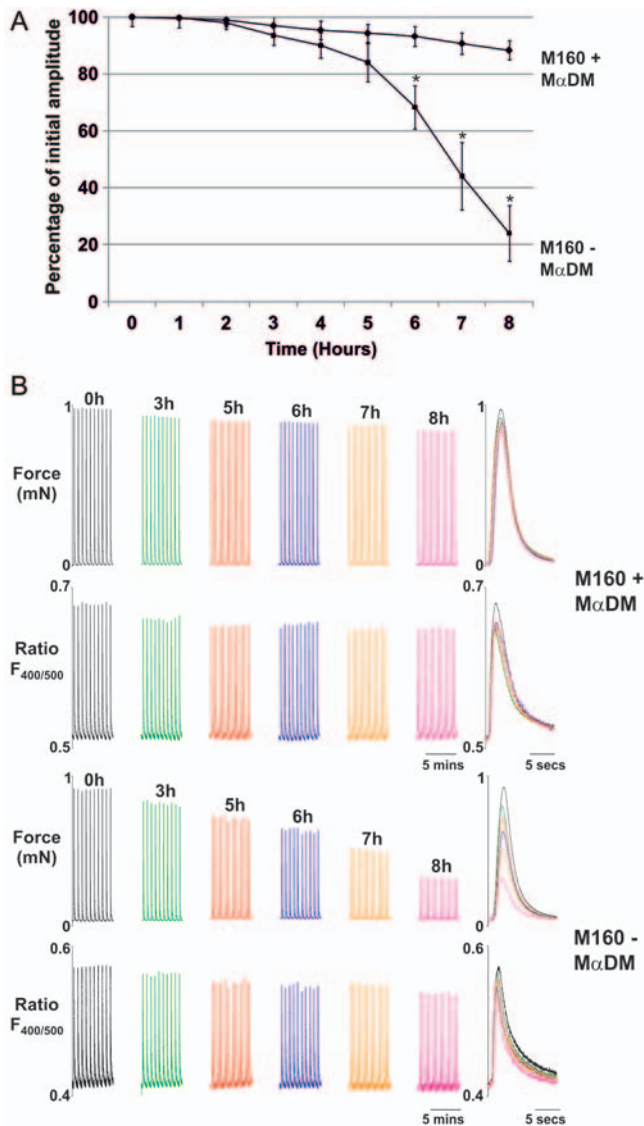 A
Percentage of initial amplitude
100
80
60
40
20
0
*
*
*
M160 +
MαDM
M160 -
MαDM
0 1 2 3 4 5 6 7 8
Time (Hours)
B
0h 3h 5h 6h 7h 8h
1
Force
(mN)
0
1
0
M160 +
MαDM
0.7
Ratio
F400/500
0.5
0.7
0.5
5 mins
5 secs
0h 3h 5h 6h 7h 8h
1
Force
(mN)
0
1
0
M160 -
MαDM
0.6
Ratio
F400/500
0.4
0.6
0.4
5 mins
5 secs